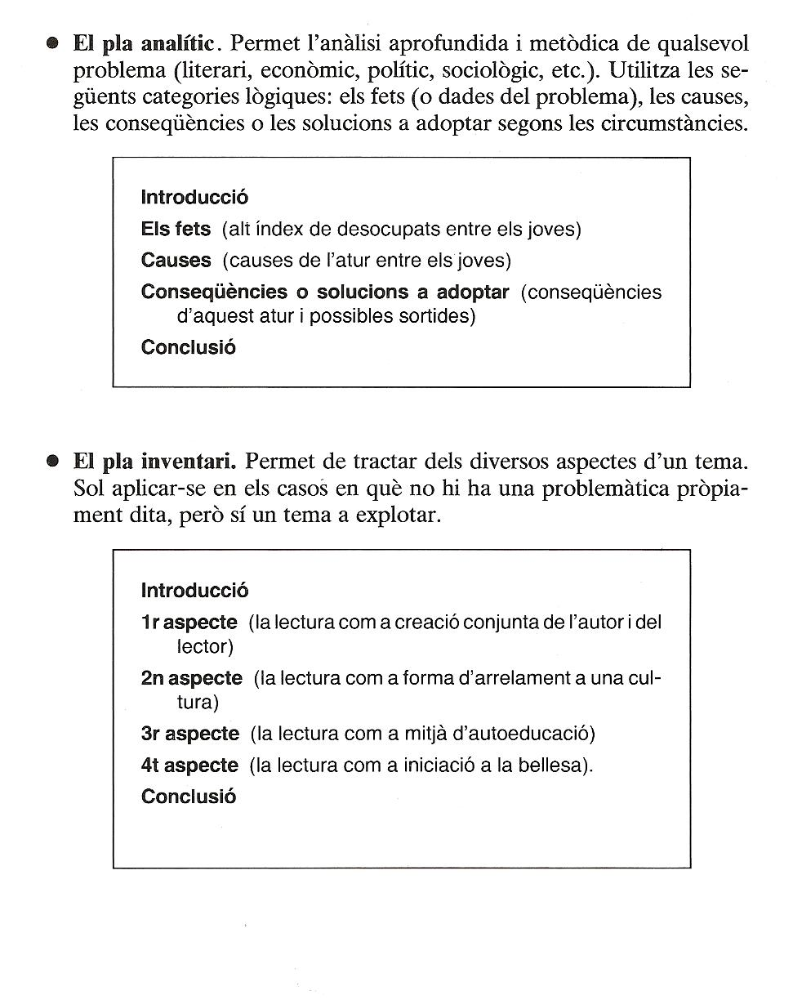 • El pla analític. Permet l'anàlisi aprofundida i metòdica de qualsevol
problema (literari, econòmic, polític, sociològic, etc.). Utilitza les se-
güents categories lògiques: els fets (o dades del problema), les causes,
les conseqüències o les solucions a adoptar segons les circumstàncies.
Introducció
Els fets (alt índex de desocupats entre els joves)
Causes (causes de l'atur entre els joves)
Conseqüències o solucions a adoptar (conseqüències
d'aquest atur i possibles sortides)
Conclusió
• El pla inventari. Permet de tractar dels diversos aspectes d'un tema.
Sol aplicar-se en els casos en què no hi ha una problemàtica pròpia-
ment dita, però sí un tema a explotar.
Introducció
1r aspecte (la lectura com a creació conjunta de l'autor i del
lector)
2n aspecte (la lectura com a forma d'arrelament a una cul-
tura)
3r aspecte (la lectura com a mitjà d'autoeducació)
4t aspecte (la lectura com a iniciació a la bellesa).
Conclusió